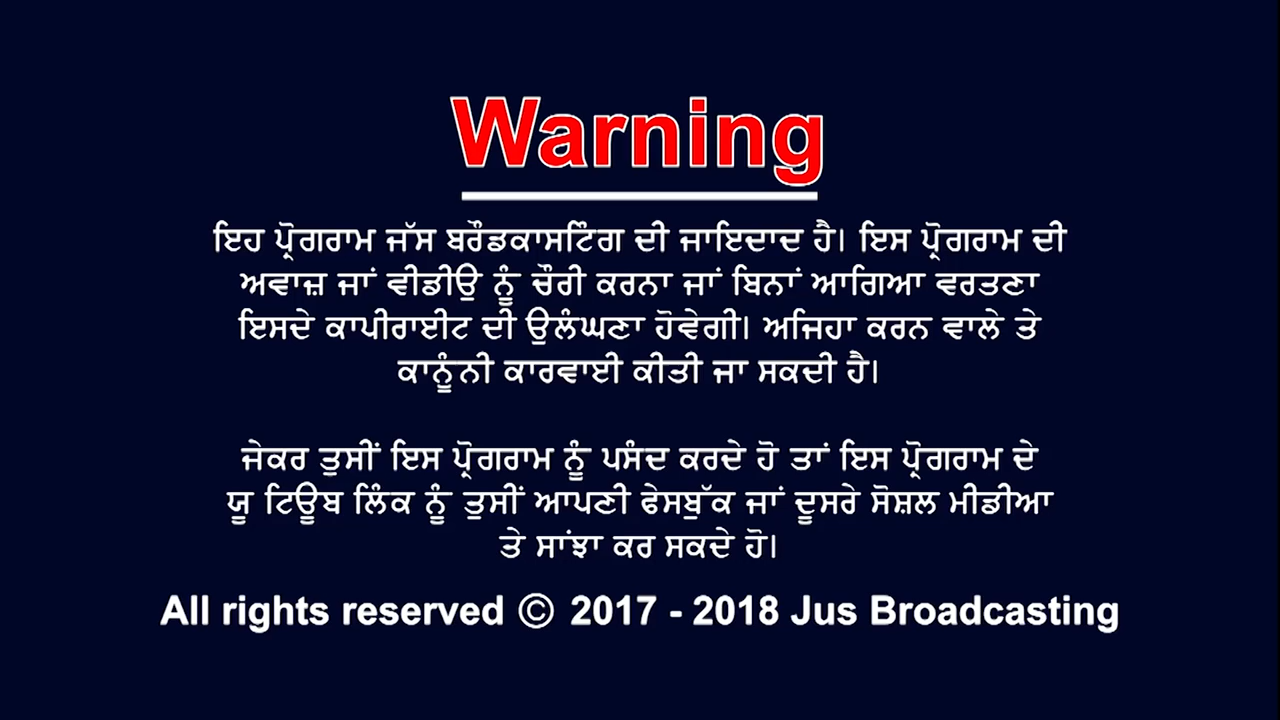 Warning
ਇਹ ਪ੍ਰੋਗਰਾਮ ਜੱਸ ਬਰੌਡਕਾਸਟਿੰਗ ਦੀ ਜਾਇਦਾਦ ਹੈ। ਇਸ ਪ੍ਰੋਗਰਾਮ ਦੀ
ਅਵਾਜ਼ ਜਾਂ ਵੀਡੀਉ ਨੂੰ ਚੌਰੀ ਕਰਨਾ ਜਾਂ ਬਿਨਾਂ ਆਗਿਆ ਵਰਤਣਾ
ਇਸਦੇ ਕਾਪੀਰਾਈਟ ਦੀ ਉਲੰਘਣਾ ਹੋਵੇਗੀ। ਅਜਿਹਾ ਕਰਨ ਵਾਲੇ ਤੇ
ਕਾਨੂੰਨੀ ਕਾਰਵਾਈ ਕੀਤੀ ਜਾ ਸਕਦੀ ਹੈ।
ਜੇਕਰ ਤੁਸੀਂ ਇਸ ਪ੍ਰੋਗਰਾਮ ਨੂੰ ਪਸੰਦ ਕਰਦੇ ਹੋ ਤਾਂ ਇਸ ਪ੍ਰੋਗਰਾਮ ਦੇ
ਯੂ ਟਿਊਬ ਲਿੰਕ ਨੂੰ ਤੁਸੀਂ ਆਪਣੀ ਫੇਸਬੁੱਕ ਜਾਂ ਦੂਸਰੇ ਸੋਸ਼ਲ ਮੀਡੀਆ
ਤੇ ਸਾਂਝਾ ਕਰ ਸਕਦੇ ਹੋ।
All rights reserved © 2017 - 2018 Jus Broadcasting